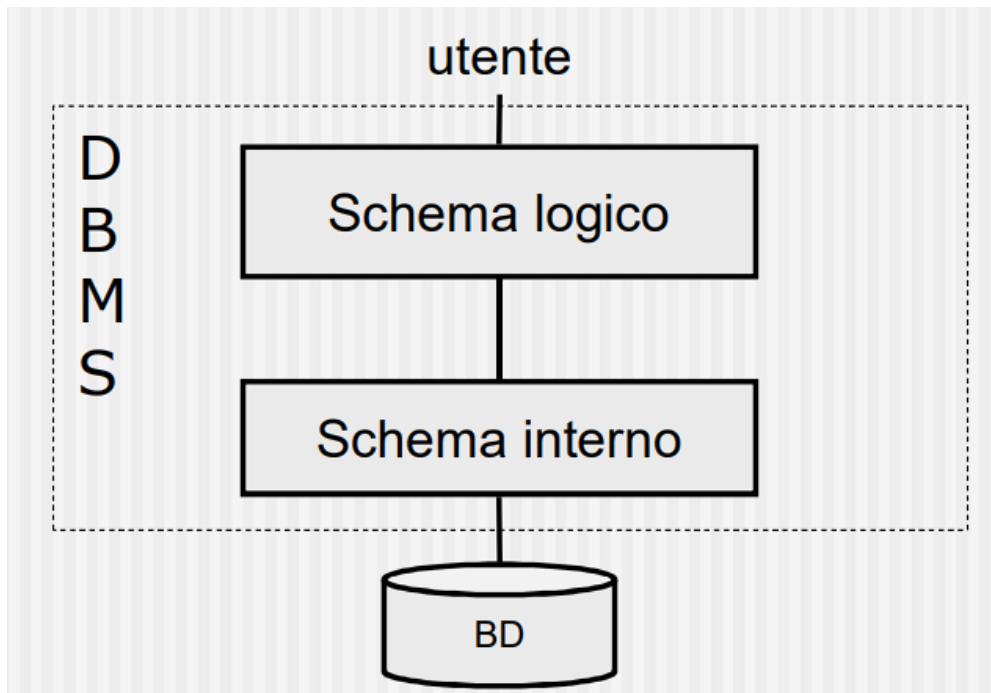 utente
D
B
M
S
Schema logico
Schema interno
BD